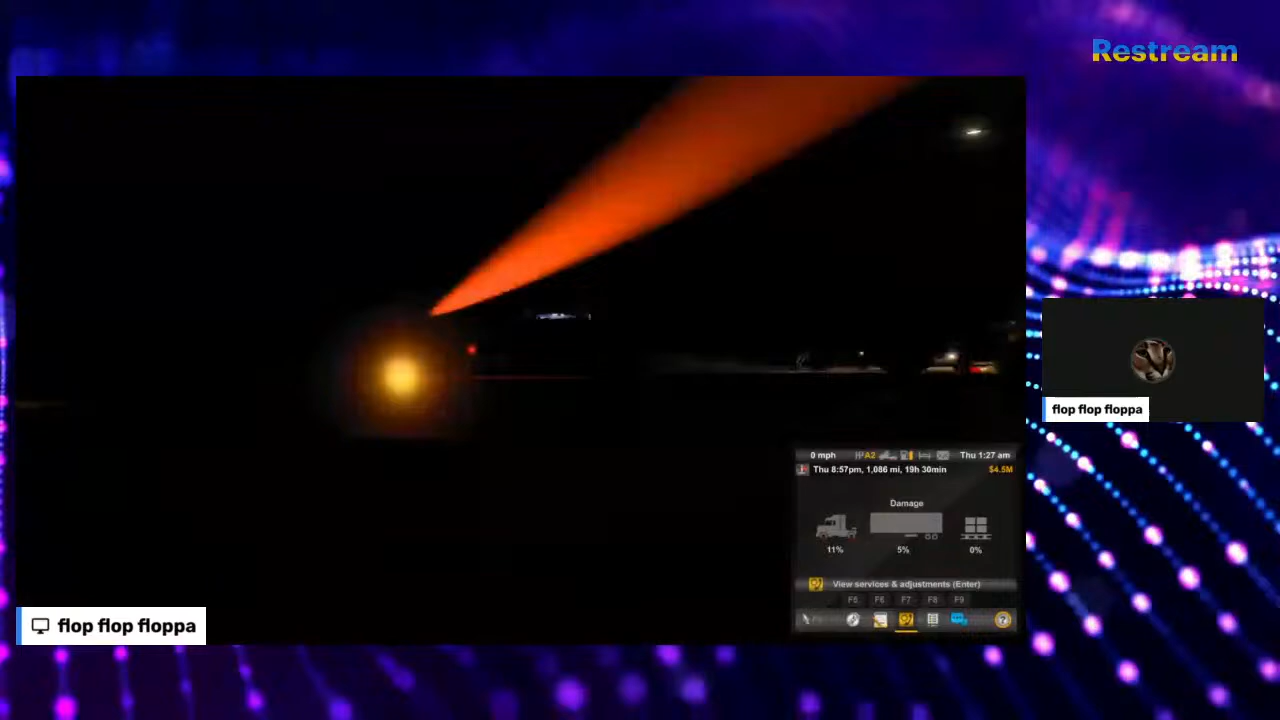 Restream
flop flop floppa
0 mph A2 Thu 1:27 am
Thu 8:57pm, 1,086 mi, 19h 30min $4.5M
Damage
11% 5% 0%
View services & adjustments (Enter)
F5 F6 F7 F8 F9
flop flop floppa